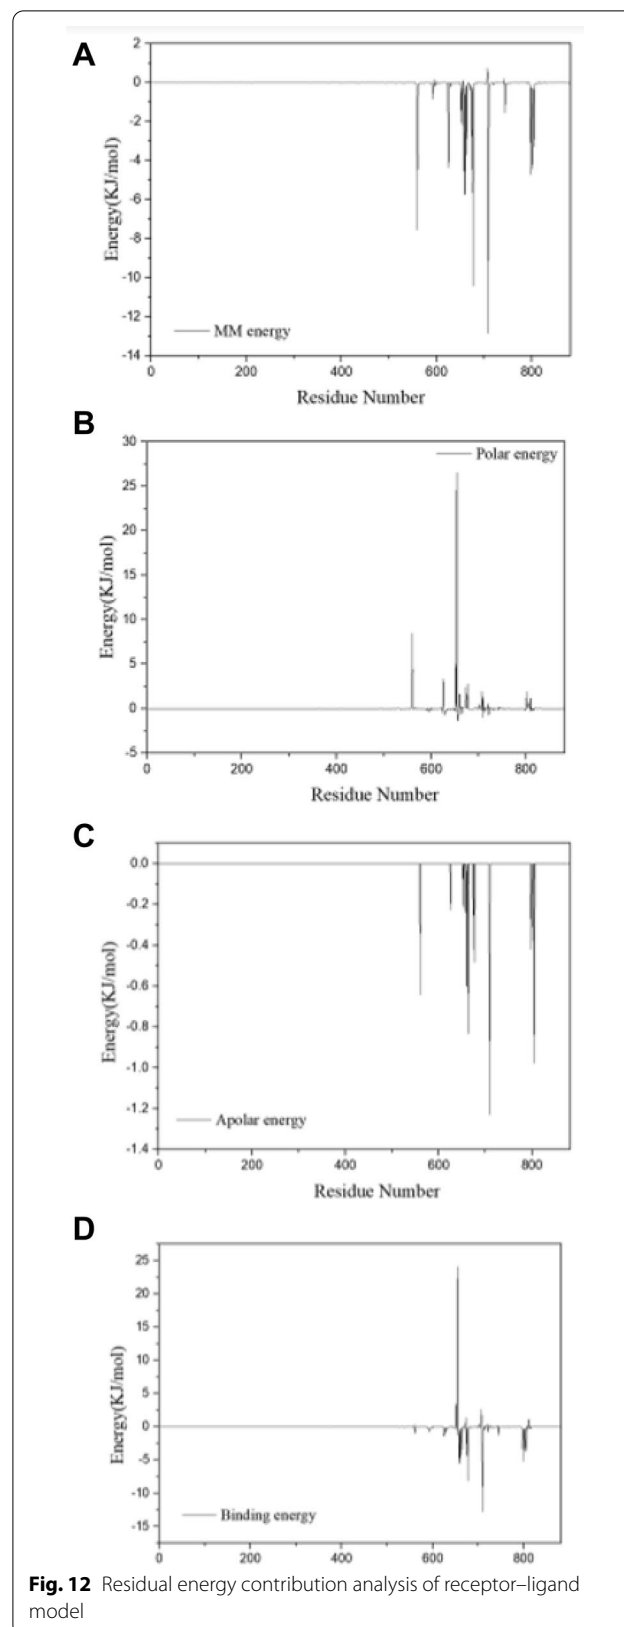 A
2
0
-2
-4
-6
-8
-10
-12
-14
Energy(KJ/mol)
MM energy
0 200 400 600 800
Residue Number
B
30
25
20
15
10
5
0
-5
Energy(KJ/mol)
Polar energy
0 200 400 600 800
Residue Number
C
0.0
-0.2
-0.4
-0.6
-0.8
-1.0
-1.2
-1.4
Energy(KJ/mol)
Apolar energy
0 200 400 600 800
Residue Number
D
25
20
15
10
5
0
-5
-10
-15
Energy(KJ/mol)
Binding energy
0 200 400 600 800
Fig. 12 Residual energy contribution analysis of receptor–ligand
model